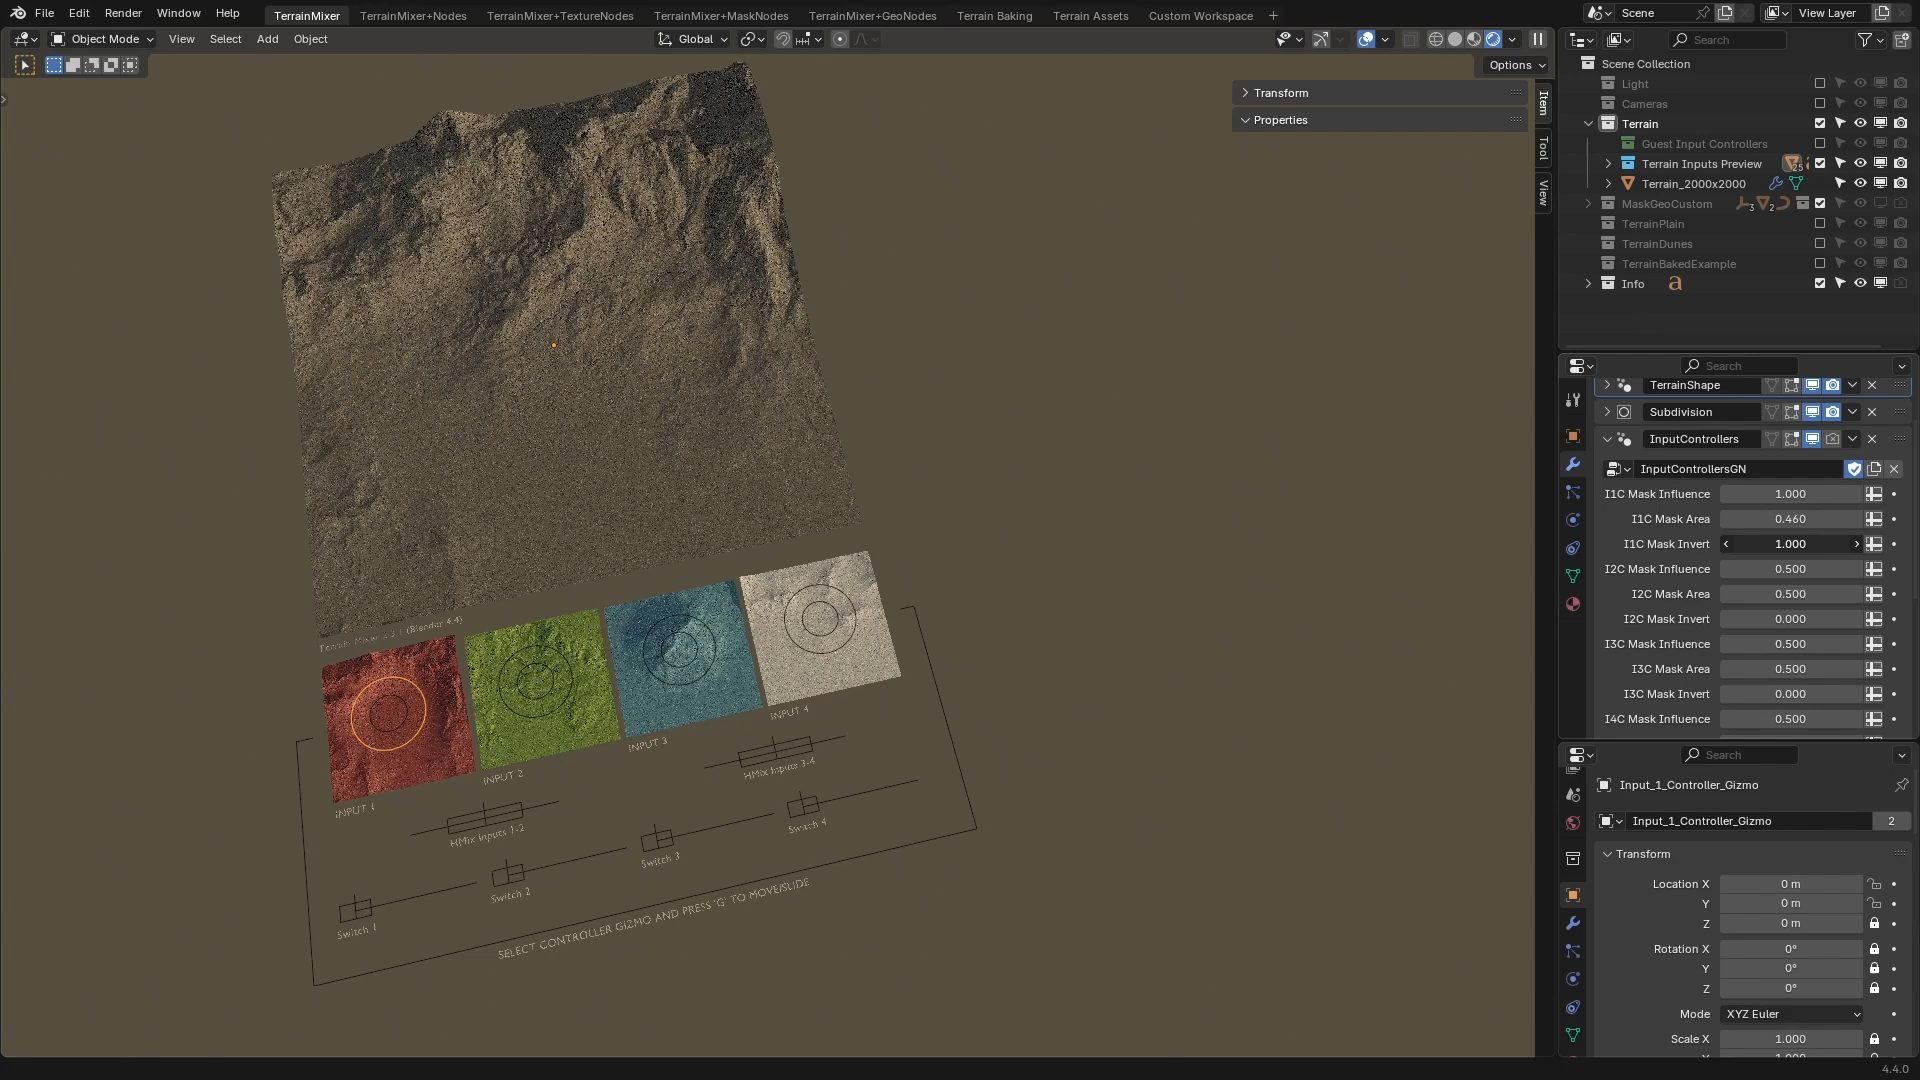 File Edit Render Window Help TerrainMixer TerrainMixer+Nodes TerrainMixer+TextureNodes TerrainMixer+MaskNodes TerrainMixer+GeoNodes Terrain Baking Terrain Assets Custom Workspace + Scene View Layer
Object Mode View Select Add Object Global Search
Options
Scene Collection
Light
Cameras
Terrain
Guest Input Controllers
Terrain Inputs Preview 25
Terrain_2000x2000
MaskGeoCustom 3 2
TerrainPlain
TerrainDunes
TerrainBakedExample
Info a
Transform
Properties
Item
Tool
View
Search
TerrainShape
Subdivision
InputControllers
InputControllersGN
I1C Mask Influence 1.000
I1C Mask Area 0.460
I1C Mask Invert 1.000
I2C Mask Influence 0.500
I2C Mask Area 0.500
I2C Mask Invert 0.000
I3C Mask Influence 0.500
I3C Mask Area 0.500
I3C Mask Invert 0.000
I4C Mask Influence 0.500
(Blender 4.4)
INPUT 1
INPUT 2
INPUT 3
INPUT 4
HMix Inputs 1-2
HMix Inputs 3-4
Switch 1
Switch 2
Switch 3
Switch 4
SELECT CONTROLLER GIZMO AND PRESS 'G' TO MOVE/SLIDE
Search
Input_1_Controller_Gizmo
Input_1_Controller_Gizmo 2
Transform
Location X 0 m
Y 0 m
Z 0 m
Rotation X 0°
Y 0°
Z 0°
Mode XYZ Euler
Scale X 1.000
4.4.0